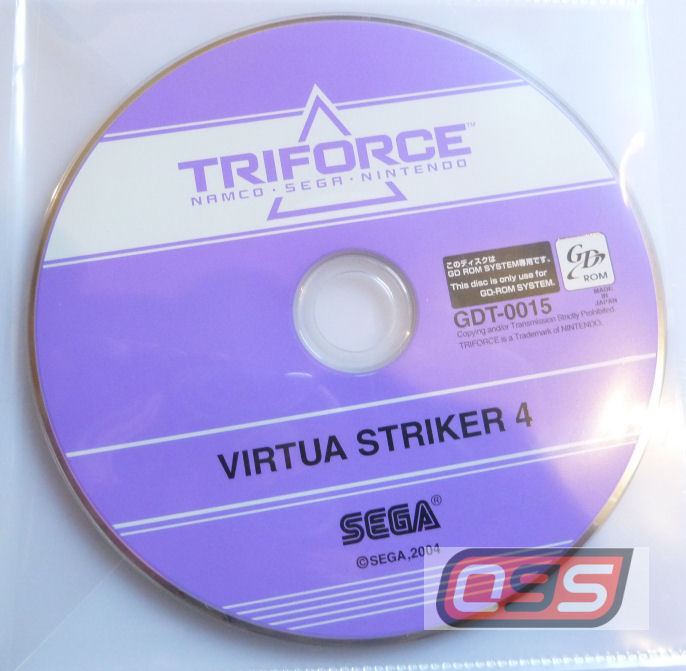 TRIFORCE™
NAMCO · SEGA · NINTENDO
このディスクは
GD ROM SYSTEM専用です。
This disc is only use for
GD-ROM SYSTEM.
GD
ROM
MADE
IN
JAPAN
GDT-0015
Copying and/or Transmission Strictly Prohibited.
TRIFORCE is a Trademark of NINTENDO.
VIRTUA STRIKER 4
SEGA®
©SEGA,2004